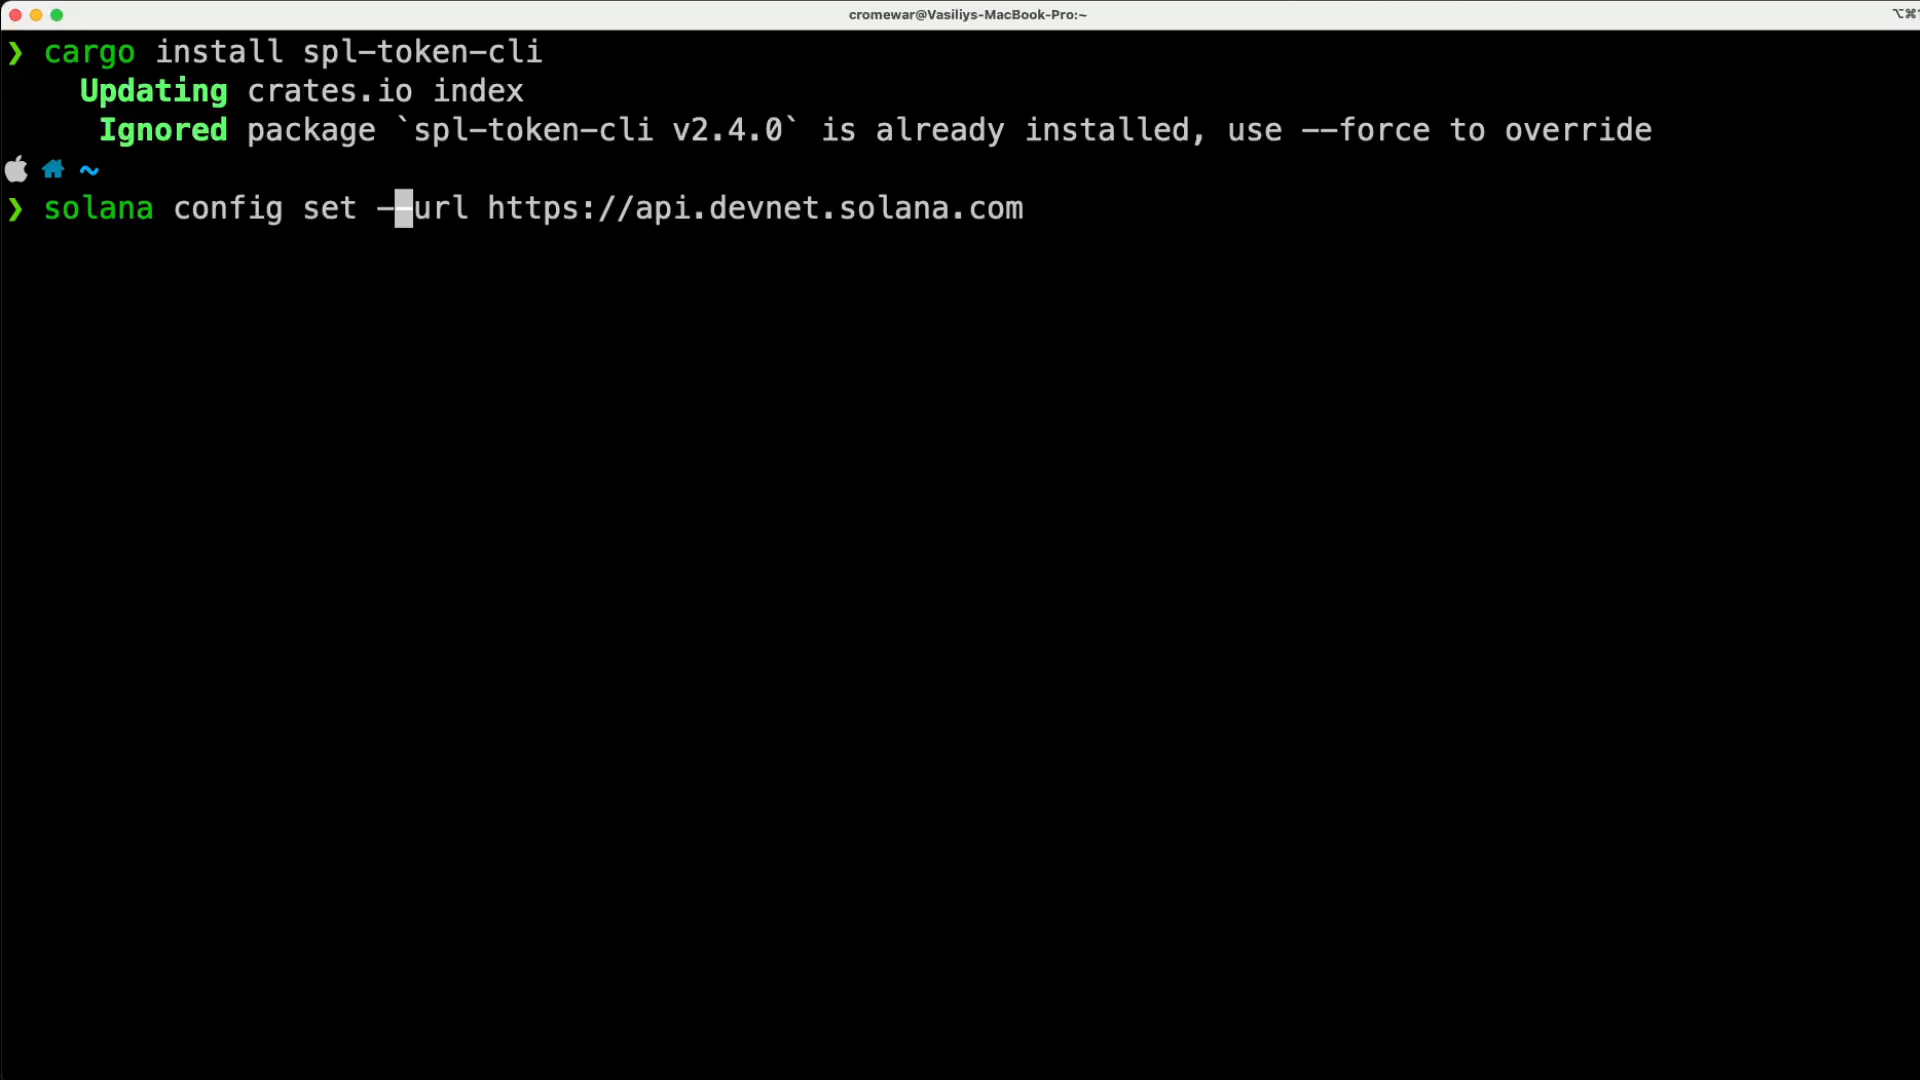 cromewar@Vasiliys-MacBook-Pro:~
⌥⌘
❯ cargo install spl-token-cli
Updating crates.io index
Ignored package `spl-token-cli v2.4.0` is already installed, use --force to override
~
❯ solana config set --url https://api.devnet.solana.com